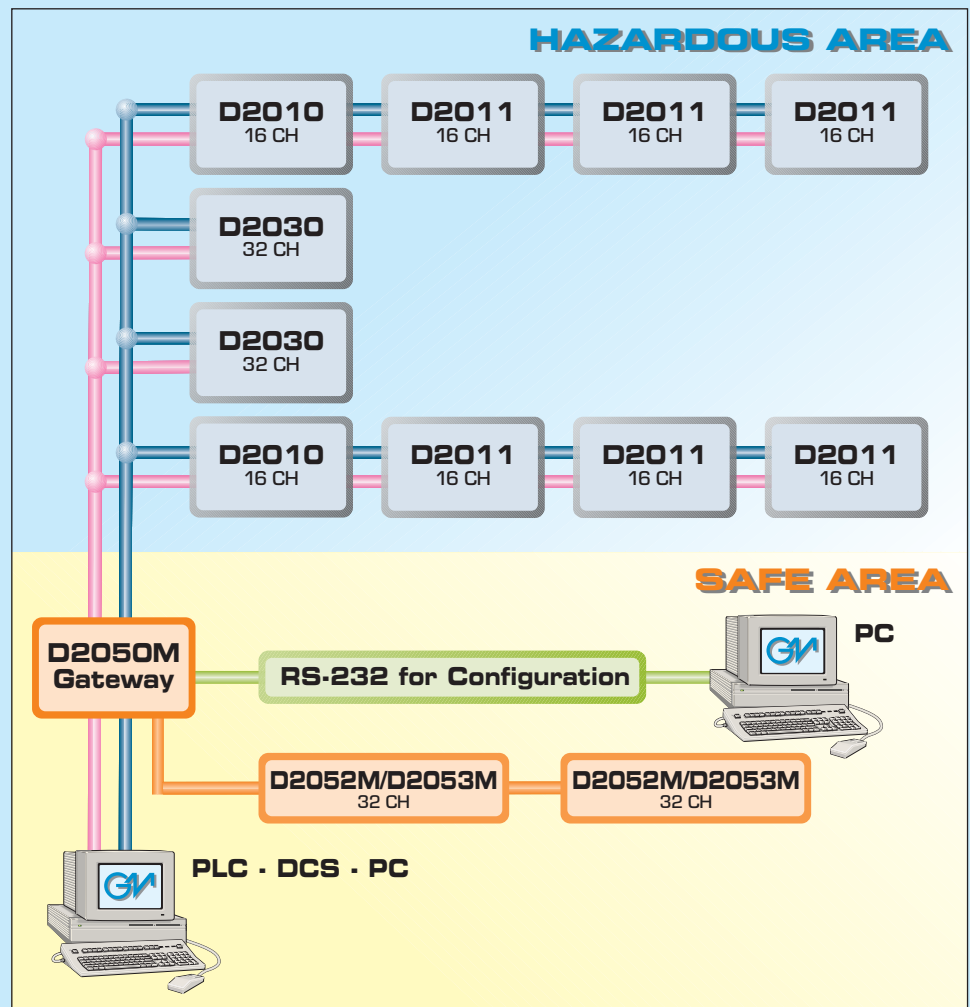 HAZARDOUS AREA
D2010 D2011 D2011 D2011
16 CH 16 CH 16 CH 16 CH
D2030
32 CH
D2030
32 CH
D2010 D2011 D2011 D2011
16 CH 16 CH 16 CH 16 CH
SAFE AREA
D2050M
Gateway
RS-232 for Configuration
GM
PC
D2052M/D2053M D2052M/D2053M
32 CH 32 CH
GM
PLC - DCS - PC